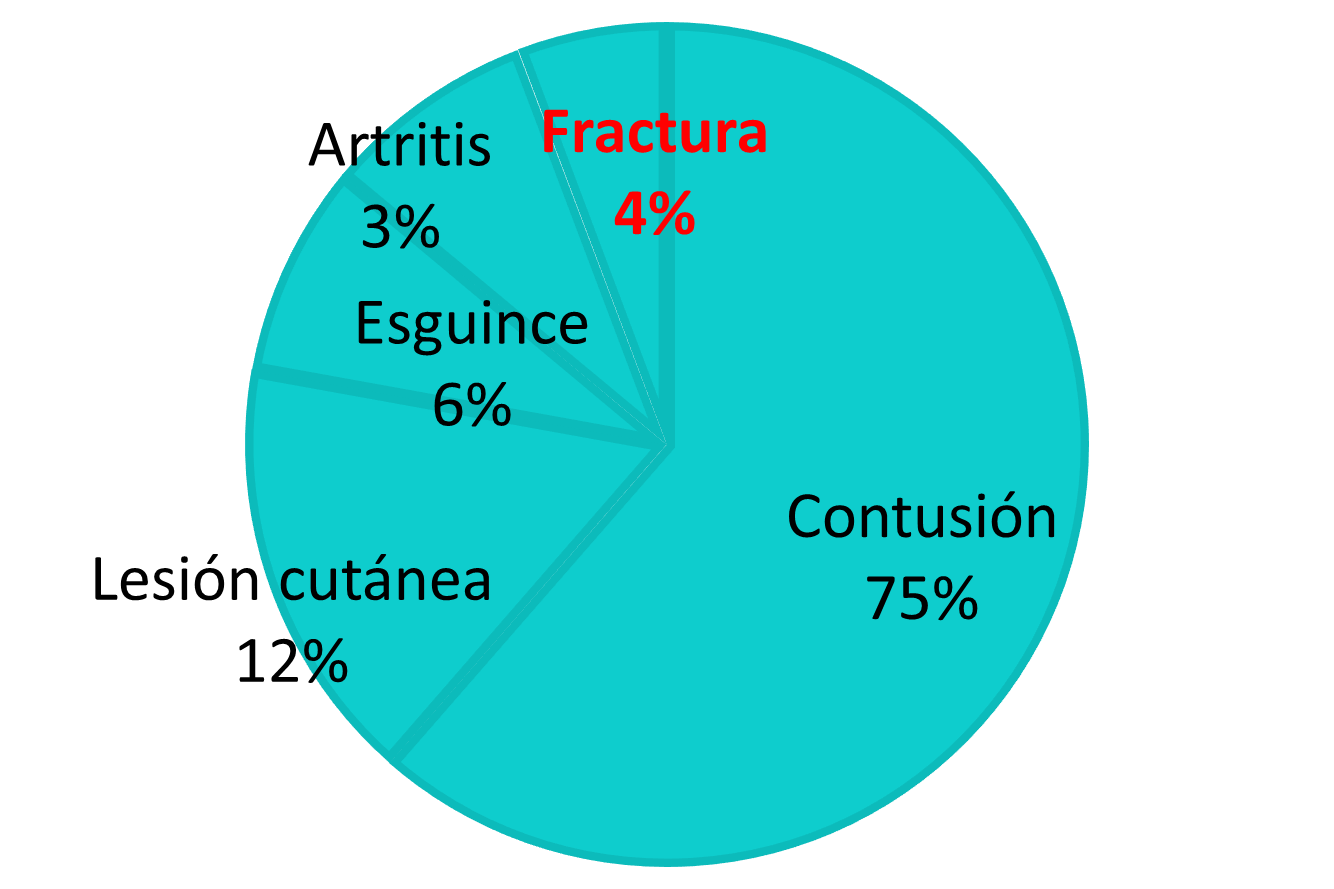 Artritis
3%
Fractura
4%
Esguince
6%
Contusión
75%
Lesión cutánea
12%